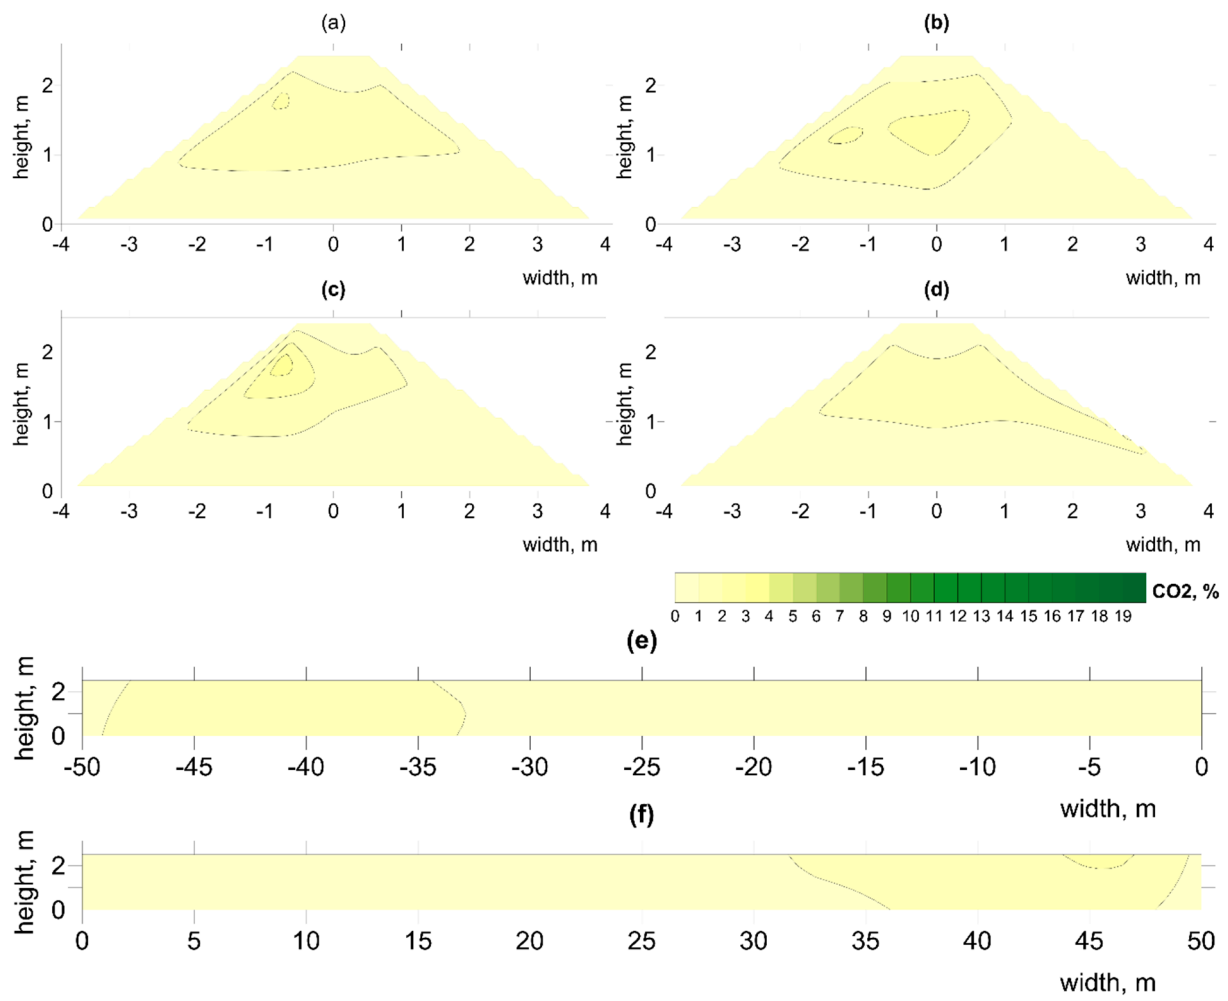 (a) (b)
height, m height, m
2 2
1 1
0 0
-4 -3 -2 -1 0 1 2 3 4 -4 -3 -2 -1 0 1 2 3 4
width, m width, m
(c) (d)
height, m height, m
2 2
1 1
0 0
-4 -3 -2 -1 0 1 2 3 4 -4 -3 -2 -1 0 1 2 3 4
width, m width, m
CO2, %
0 1 2 3 4 5 6 7 8 9 10 11 12 13 14 15 16 17 18 19
(e)
height, m
2
0
-50 -45 -40 -35 -30 -25 -20 -15 -10 -5 0
width, m
(f)
height, m
2
0
0 5 10 15 20 25 30 35 40 45 50
width, m